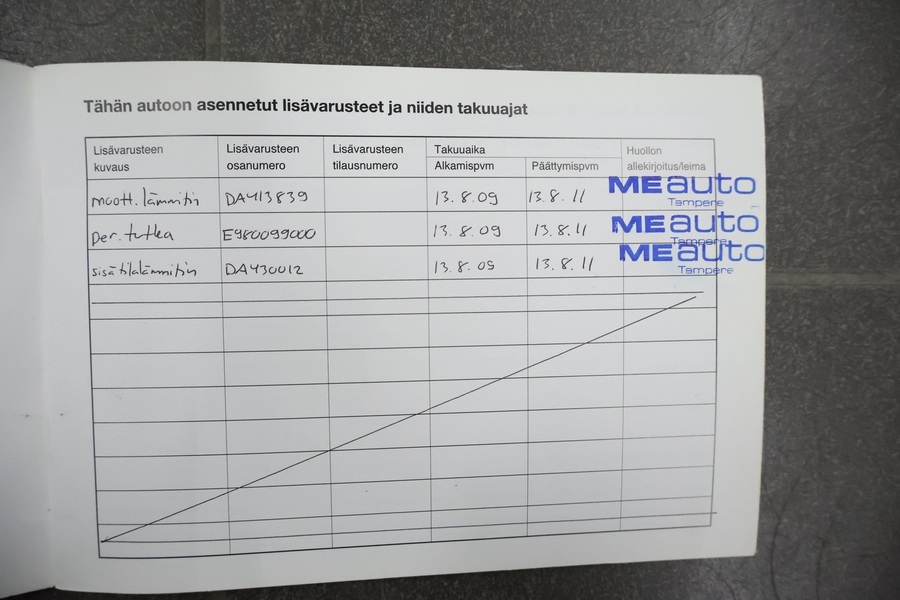 Tähän autoon asennetut lisävarusteet ja niiden takuuajat
Lisävarusteen kuvaus Lisävarusteen osanumero Lisävarusteen tilausnumero Takuuaika Alkamispvm Päättymispvm Huollon allekirjoitus/leima
moott.lämmitin DA413839 13.8.09 13.8.11 MEauto Tampere
per.tutka E980099000 13.8.09 13.8.11 MEauto Tampere
sisätilalämmitin DA430012 13.8.09 13.8.11 MEauto Tampere